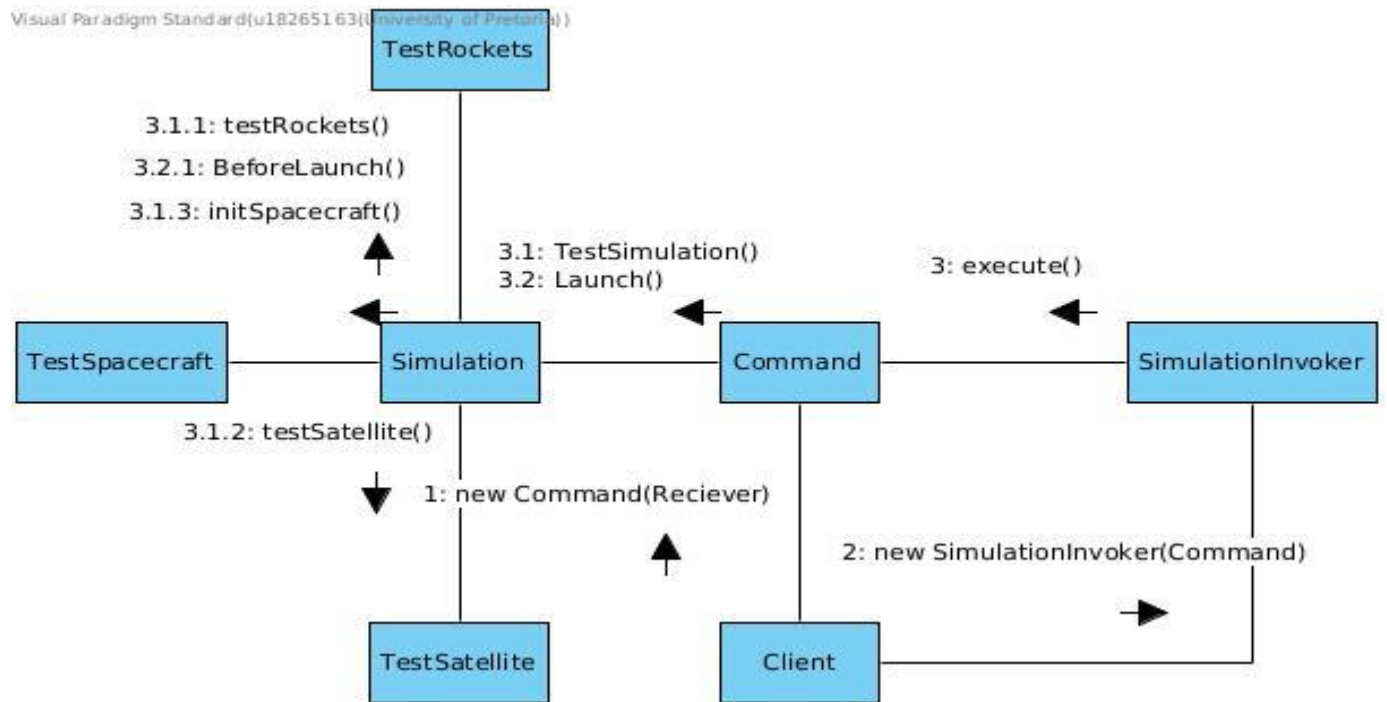 Visual Paradigm Standard(u18265163(University of Pretoria))
TestRockets
3.1.1: testRockets()
3.2.1: BeforeLaunch()
3.1.3: initSpacecraft()
3.1: TestSimulation()
3.2: Launch()
3: execute()
TestSpacecraft
Simulation
Command
SimulationInvoker
3.1.2: testSatellite()
1: new Command(Reciever)
2: new SimulationInvoker(Command)
TestSatellite
Client